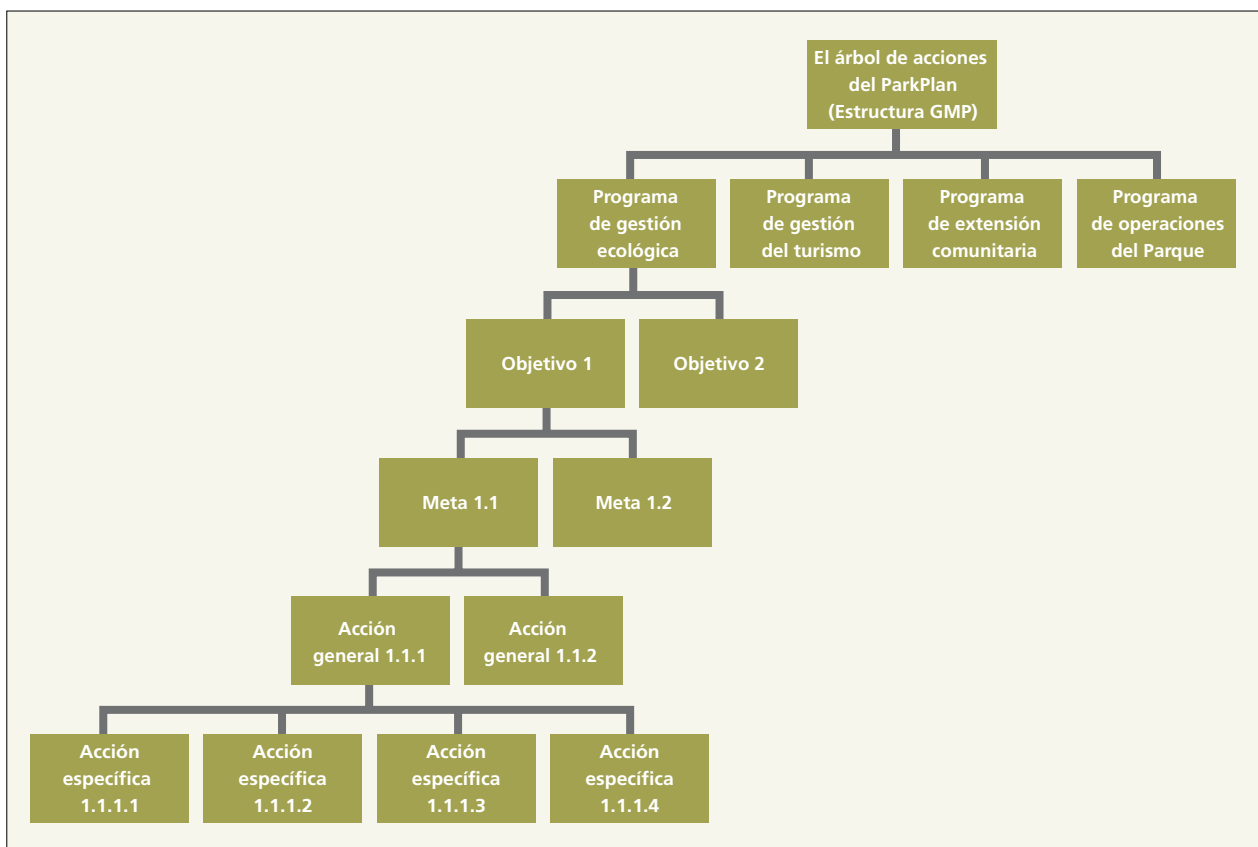 El árbol de acciones
del ParkPlan
(Estructura GMP)
Programa
de gestión
ecológica
Programa
de gestión
del turismo
Programa
de extensión
comunitaria
Programa
de operaciones
del Parque
Objetivo 1
Objetivo 2
Meta 1.1
Meta 1.2
Acción
general 1.1.1
Acción
general 1.1.2
Acción
específica
1.1.1.1
Acción
específica
1.1.1.2
Acción
específica
1.1.1.3
Acción
específica
1.1.1.4